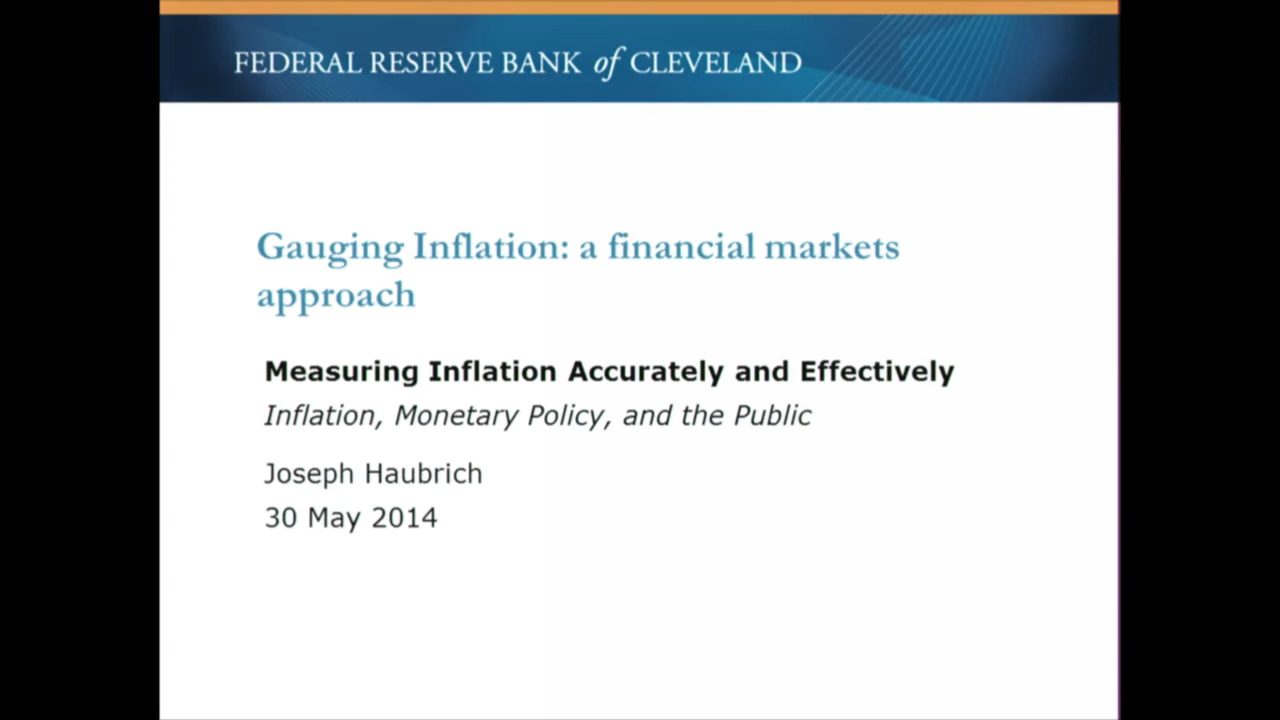 FEDERAL RESERVE BANK of CLEVELAND
Gauging Inflation: a financial markets
approach
Measuring Inflation Accurately and Effectively
Inflation, Monetary Policy, and the Public
Joseph Haubrich
30 May 2014